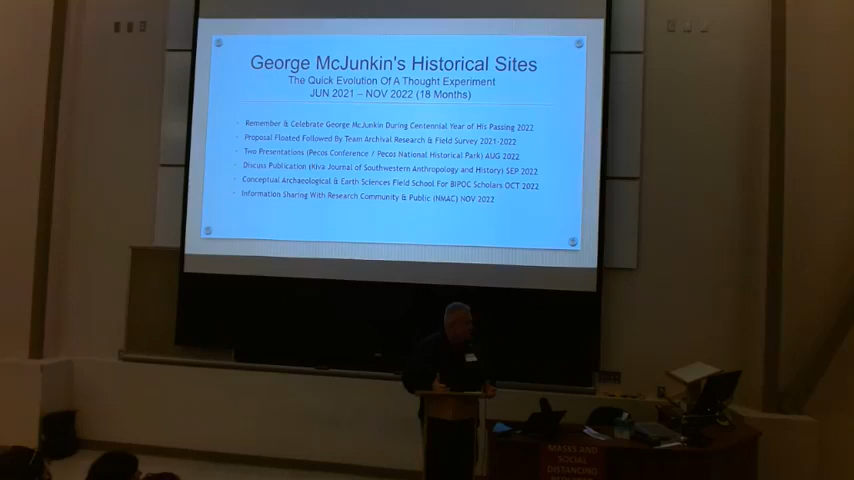 George McJunkin's Historical Sites
The Quick Evolution Of A Thought Experiment
JUN 2021 – NOV 2022 (18 Months)
Remember & Celebrate George McJunkin During Centennial Year of His Passing 2022
Proposal Floated Followed By Team Archival Research & Field Survey 2021-2022
Two Presentations (Pecos Conference / Pecos National Historical Park) AUG 2022
Discuss Publication (Kiva Journal of Southwestern Anthropology and History) SEP 2022
Conceptual Archaeological & Earth Sciences Field School For BIPOC Scholars OCT 2022
Information Sharing With Research Community & Public (NMAC) NOV 2022
MASKS AND
SOCIAL
DISTANCING